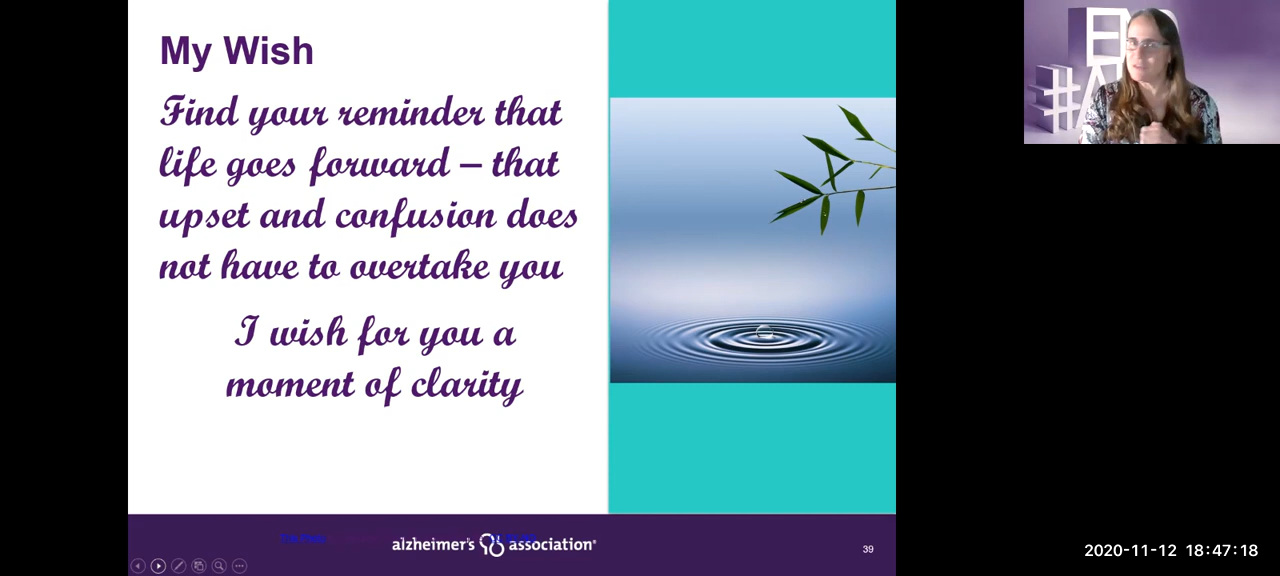 My Wish
Find your reminder that
life goes forward – that
upset and confusion does
not have to overtake you
I wish for you a
moment of clarity
alzheimer's association®
39
2020-11-12 18:47:18